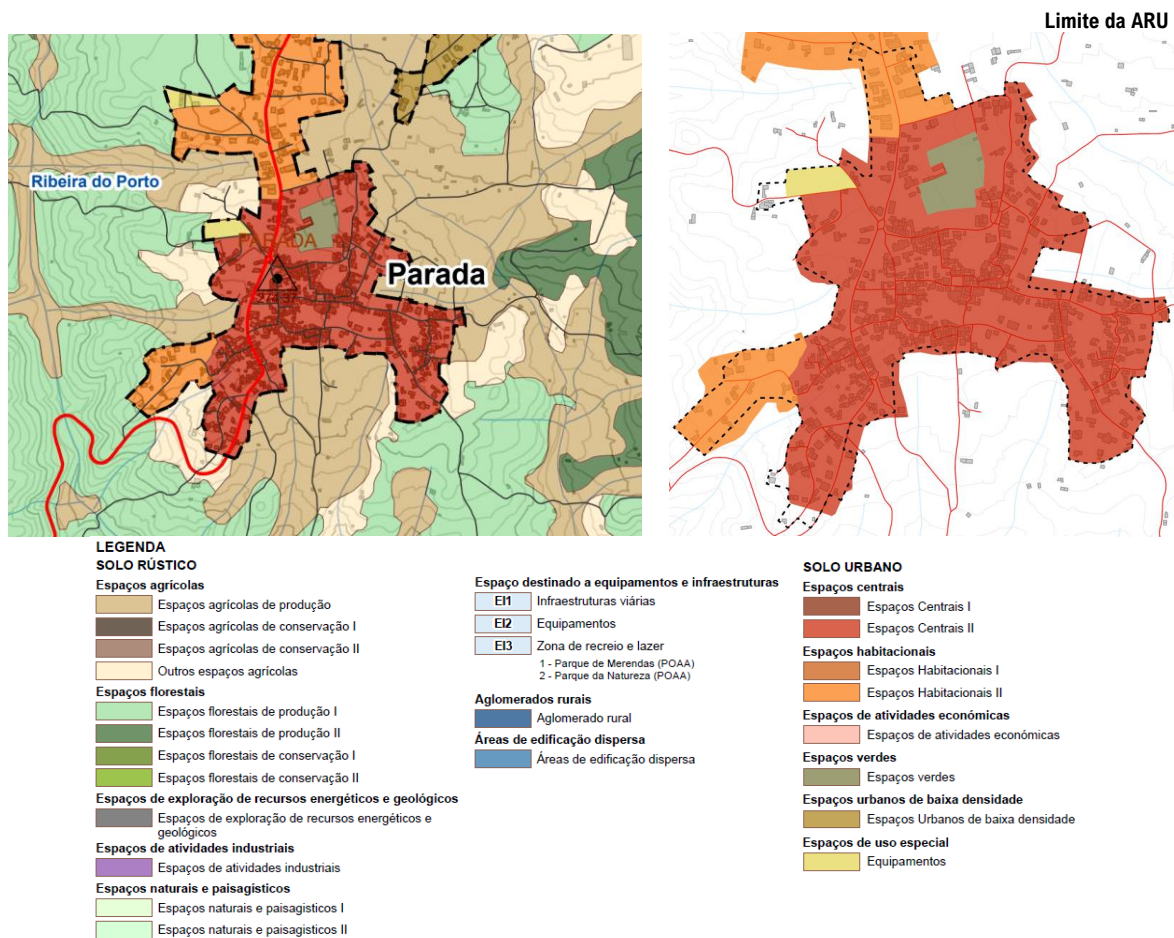 Limite da ARU
Ribeira do Porto
PARADA
Parada
LEGENDA
SOLO RÚSTICO
Espaços agrícolas
Espaços agrícolas de produção
Espaços agrícolas de conservação I
Espaços agrícolas de conservação II
Outros espaços agrícolas
Espaços florestais
Espaços florestais de produção I
Espaços florestais de produção II
Espaços florestais de conservação I
Espaços florestais de conservação II
Espaços de exploração de recursos energéticos e geológicos
Espaços de exploração de recursos energéticos e
geológicos
Espaços de atividades industriais
Espaços de atividades industriais
Espaços naturais e paisagísticos
Espaços naturais e paisagisticos I
Espaços naturais e paisagisticos II
Espaço destinado a equipamentos e infraestruturas
EI1 Infraestruturas viárias
EI2 Equipamentos
EI3 Zona de recreio e lazer
1 - Parque de Merendas (POAA)
2 - Parque da Natureza (POAA)
Aglomerados rurais
Aglomerado rural
Áreas de edificação dispersa
Áreas de edificação dispersa
SOLO URBANO
Espaços centrais
Espaços Centrais I
Espaços Centrais II
Espaços habitacionais
Espaços Habitacionais I
Espaços Habitacionais II
Espaços de atividades económicas
Espaços de atividades económicas
Espaços verdes
Espaços verdes
Espaços urbanos de baixa densidade
Espaços Urbanos de baixa densidade
Espaços de uso especial
Equipamentos